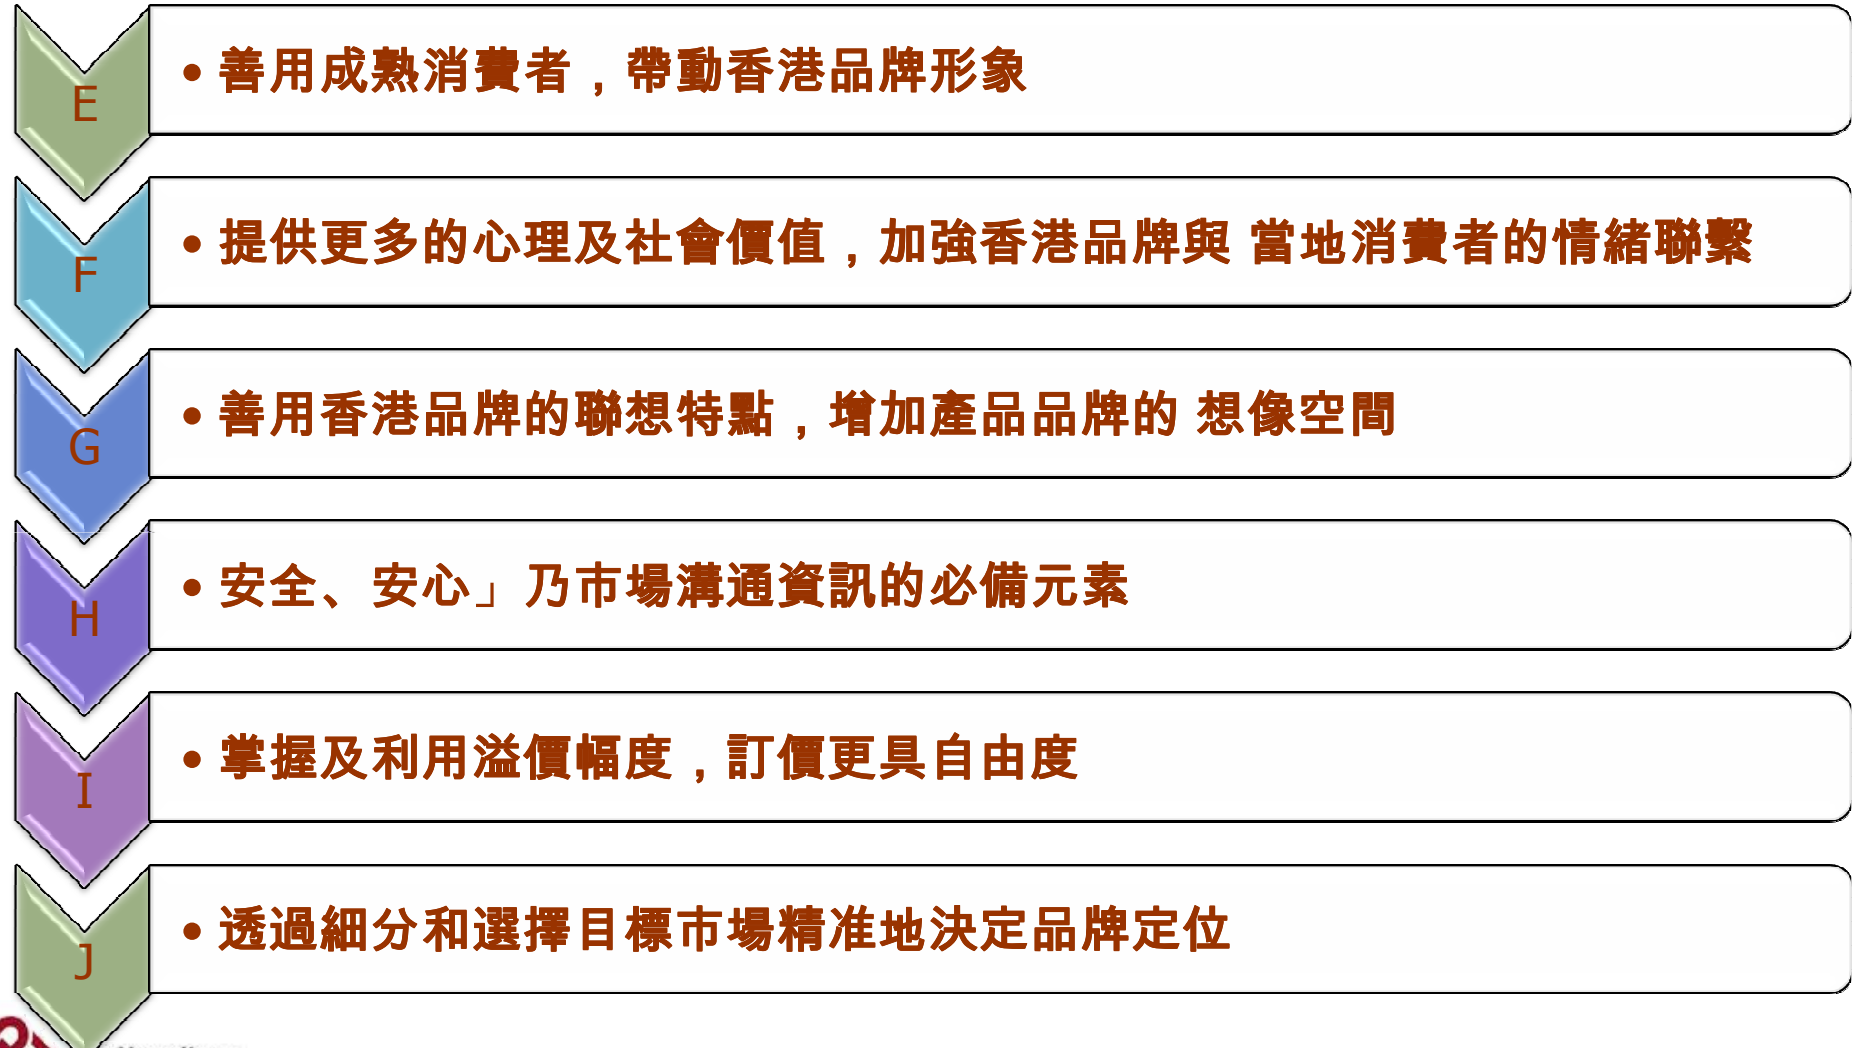 E
• 善用成熟消費者，帶動香港品牌形象
F
• 提供更多的心理及社會價值，加強香港品牌與 當地消費者的情緒聯繫
G
• 善用香港品牌的聯想特點，增加產品品牌的 想像空間
H
• 安全、安心」乃市場溝通資訊的必備元素
I
• 掌握及利用溢價幅度，訂價更具自由度
J
• 透過細分和選擇目標市場精准地決定品牌定位